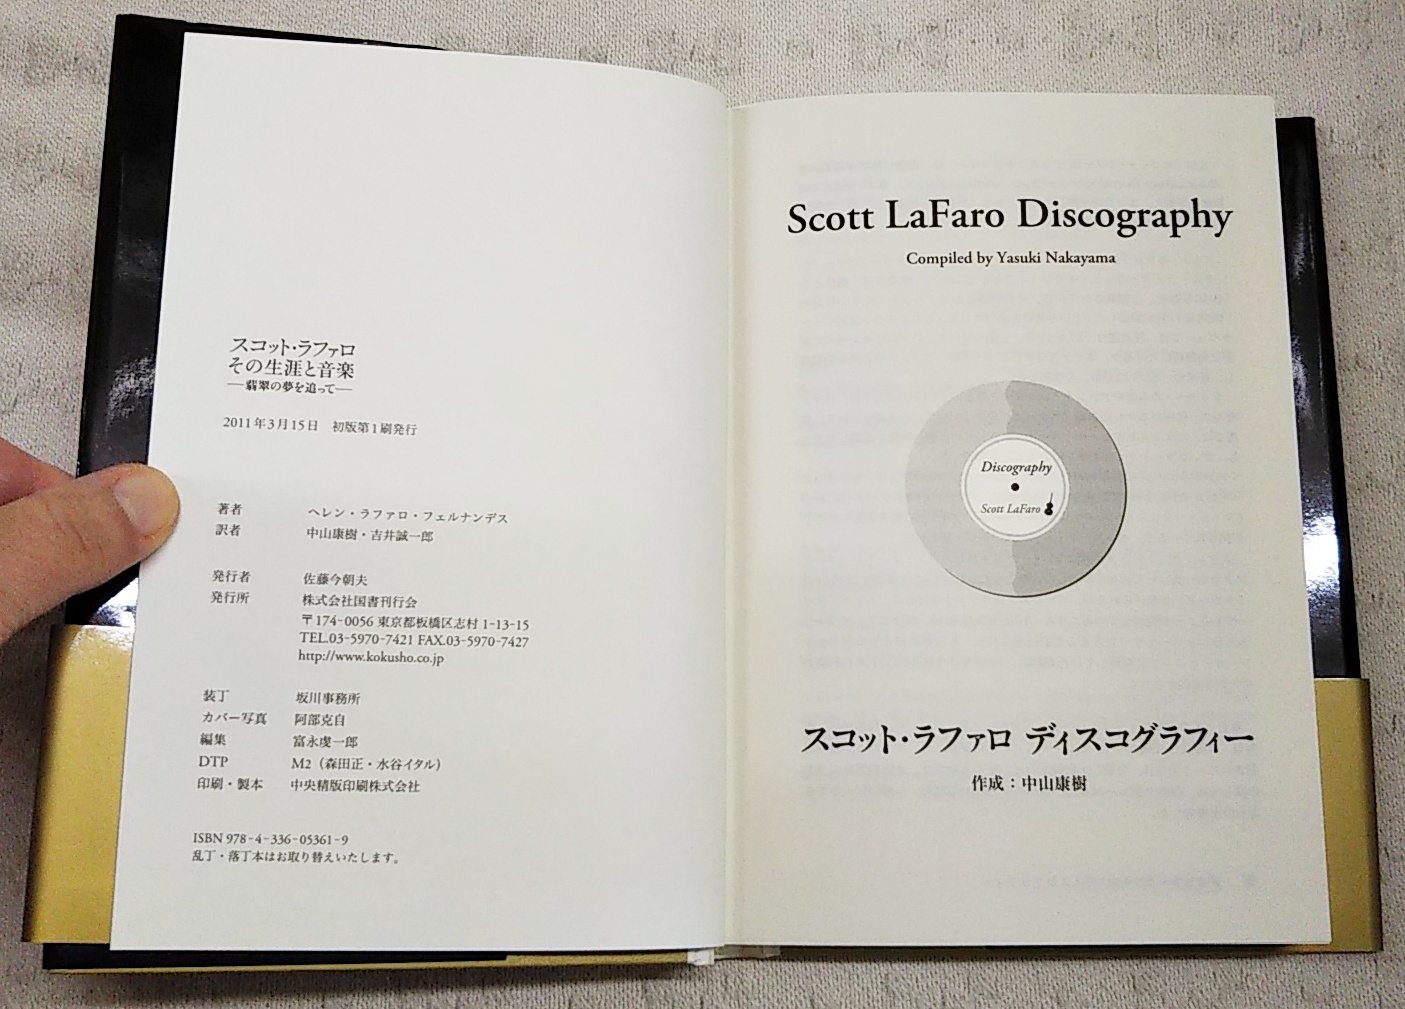 スコット・ラファロ
その生涯と音楽
―翡翠の夢を追って―
2011年3月15日　初版第1刷発行
著者　ヘレン・ラファロ・フェルナンデス
訳者　中山康樹・吉井誠一郎
発行者　佐藤今朝夫
発行所　株式会社国書刊行会
〒174-0056 東京都板橋区志村 1-13-15
TEL.03-5970-7421 FAX.03-5970-7427
http://www.kokusho.co.jp
装丁　坂川事務所
カバー写真　阿部克自
編集　富永虔一郎
DTP　M2（森田正・水谷イタル）
印刷・製本　中央精版印刷株式会社
ISBN 978-4-336-05361-9
乱丁・落丁本はお取り替えいたします。
Scott LaFaro Discography
Compiled by Yasuki Nakayama
Discography
Scott LaFaro
スコット・ラファロ ディスコグラフィー
作成：中山康樹